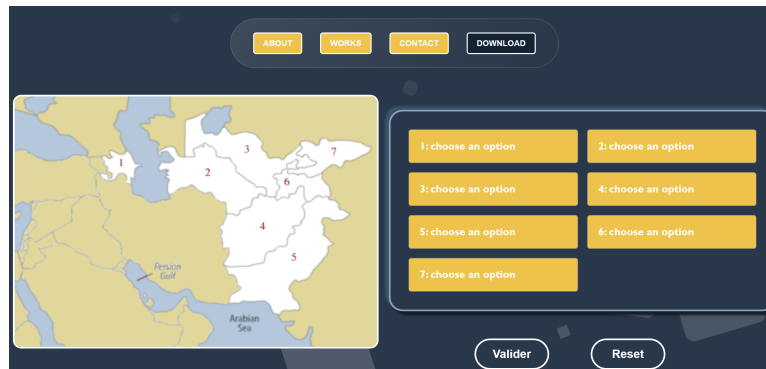 ABOUT WORKS CONTACT DOWNLOAD
1
2
3
7
6
4
5
Persian
Gulf
Arabian
Sea
1: choose an option 2: choose an option
3: choose an option 4: choose an option
5: choose an option 6: choose an option
7: choose an option
Valider Reset